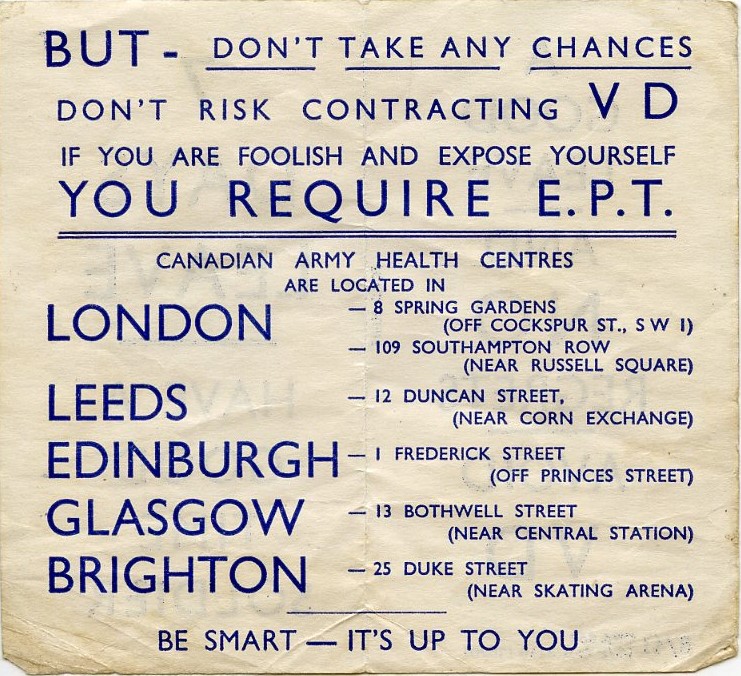 BUT - DON'T TAKE ANY CHANCES
DON'T RISK CONTRACTING V D
IF YOU ARE FOOLISH AND EXPOSE YOURSELF
YOU REQUIRE E.P.T.
CANADIAN ARMY HEALTH CENTRES
ARE LOCATED IN
LONDON — 8 SPRING GARDENS
(OFF COCKSPUR ST., S W 1)
— 109 SOUTHAMPTON ROW
(NEAR RUSSELL SQUARE)
LEEDS — 12 DUNCAN STREET,
(NEAR CORN EXCHANGE)
EDINBURGH — 1 FREDERICK STREET
(OFF PRINCES STREET)
GLASGOW — 13 BOTHWELL STREET
(NEAR CENTRAL STATION)
BRIGHTON — 25 DUKE STREET
(NEAR SKATING ARENA)
BE SMART — IT'S UP TO YOU